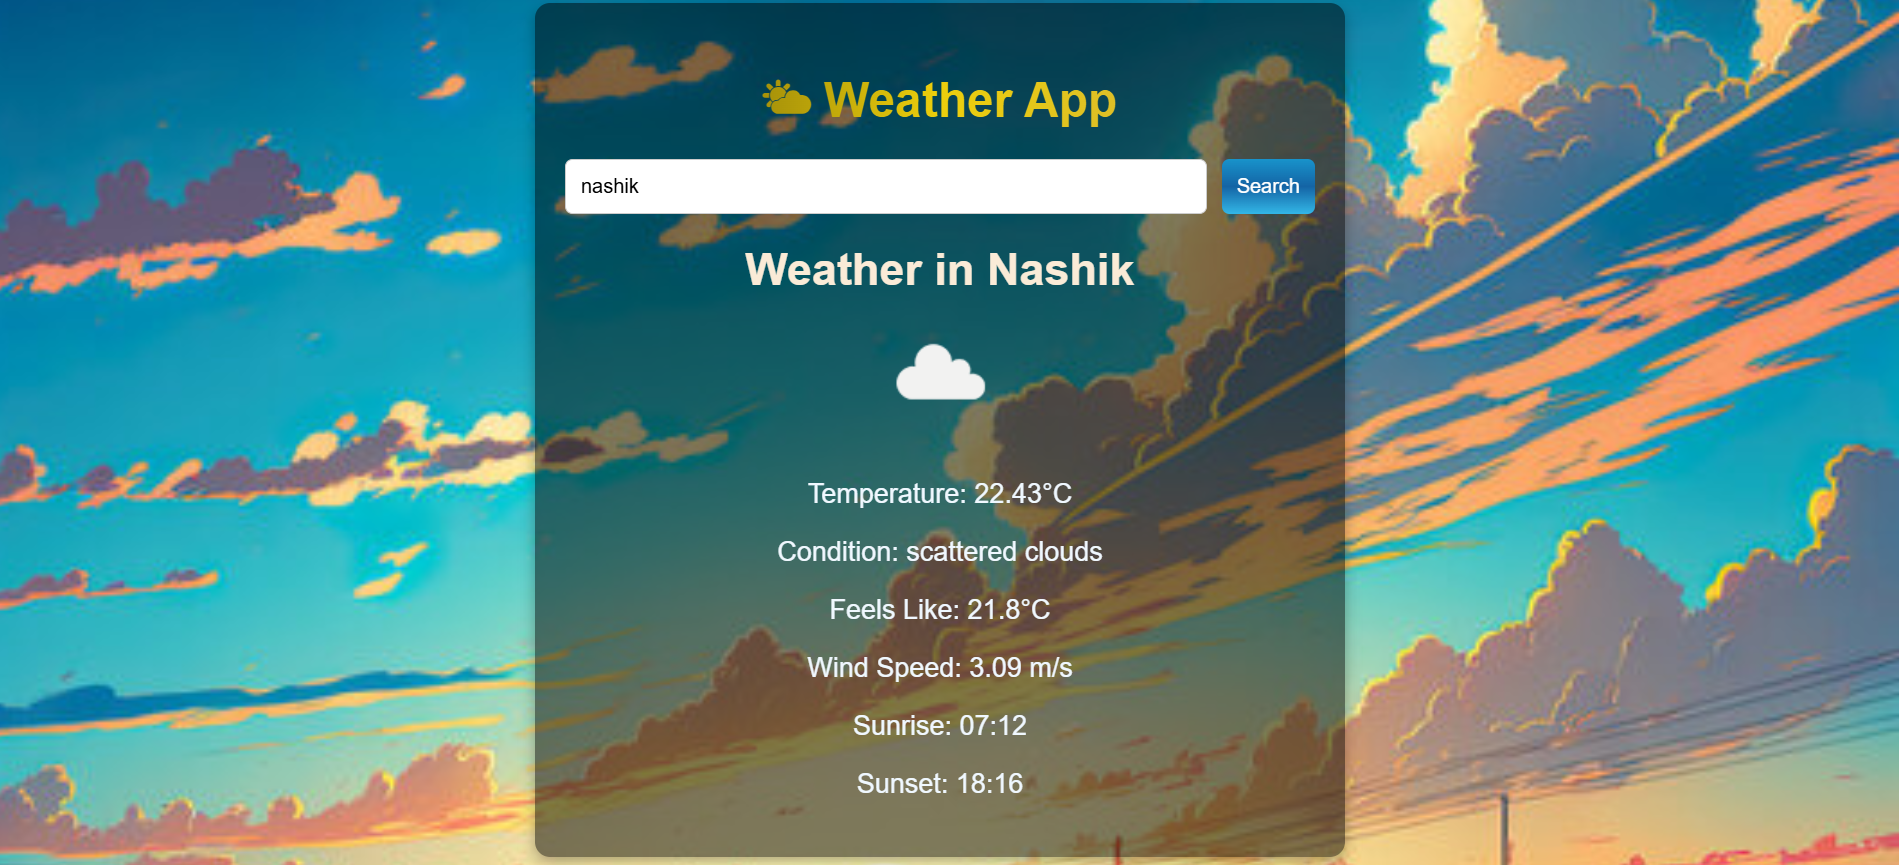 Weather App
nashik
Search
Weather in Nashik
Temperature: 22.43°C
Condition: scattered clouds
Feels Like: 21.8°C
Wind Speed: 3.09 m/s
Sunrise: 07:12
Sunset: 18:16